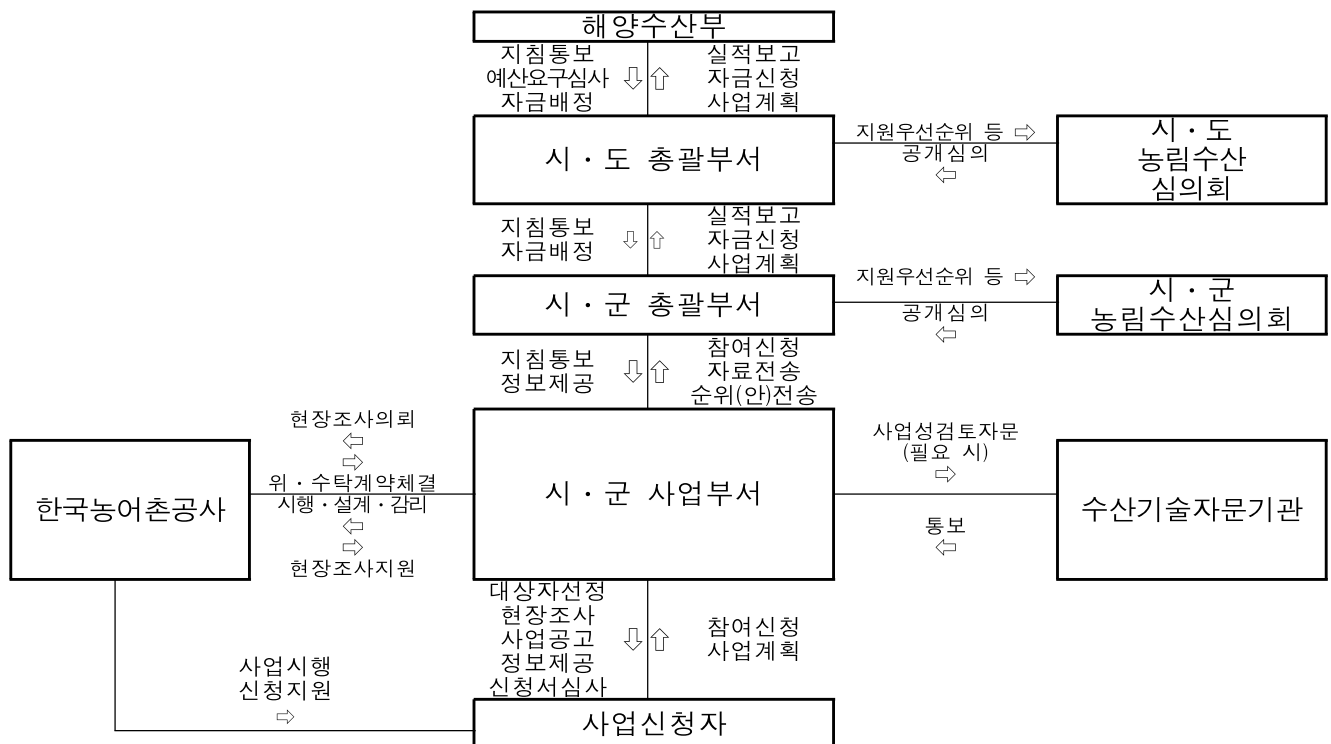 해양수산부
지침통보
예산요구심사
자금배정
실적보고
자금신청
사업계획
시・도 총괄부서
지원우선순위 등 ⇨
공개심의
⇦
시・도
농림수산
심의회
지침통보
자금배정
실적보고
자금신청
사업계획
시・군 총괄부서
지원우선순위 등 ⇨
공개심의
⇦
시・군
농림수산심의회
지침통보
정보제공
참여신청
자료전송
순위(안)전송
한국농어촌공사
현장조사의뢰
⇦
⇨
위・수탁계약체결
시행・설계・감리
⇦
⇨
현장조사지원
시・군 사업부서
사업성검토자문
(필요 시)
⇨
통보
⇦
수산기술자문기관
대상자선정
현장조사
사업공고
정보제공
신청서심사
참여신청
사업계획
사업시행
신청지원
⇨
사업신청자